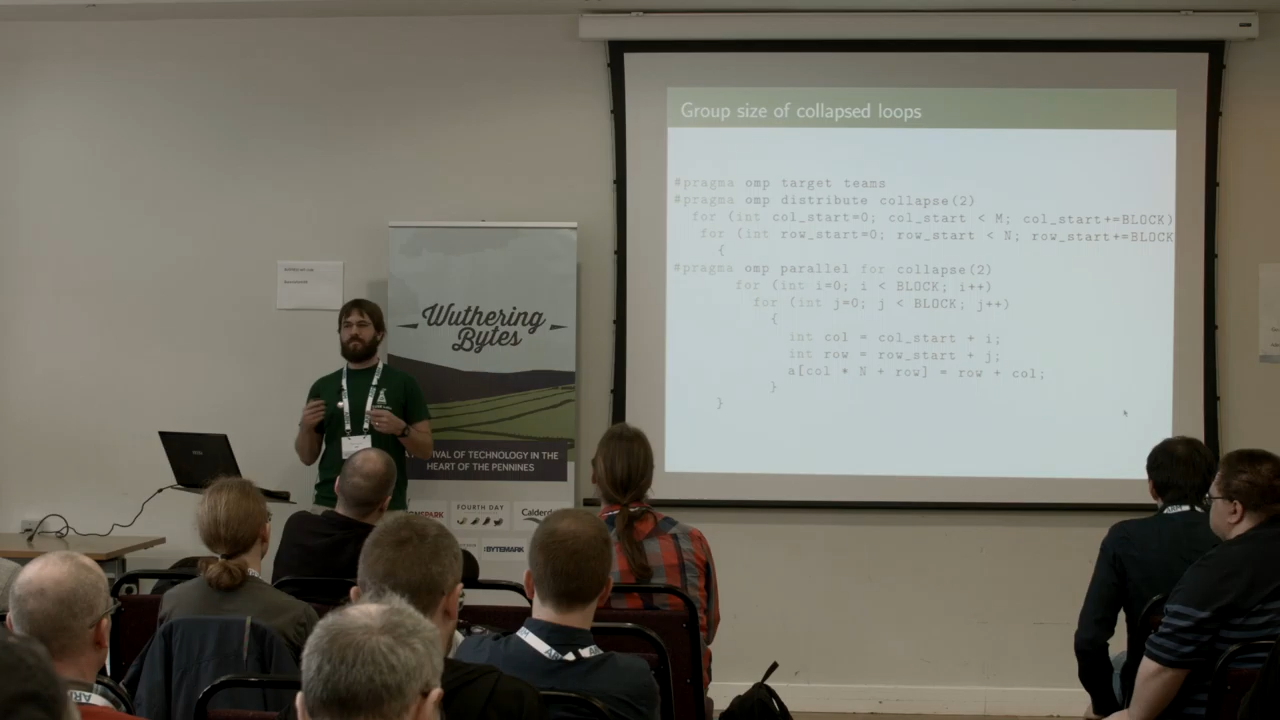 Group size of collapsed loops
#pragma omp target teams
#pragma omp distribute collapse(2)
for (int col_start=0; col_start < M; col_start+=BLOCK)
for (int row_start=0; row_start < N; row_start+=BLOCK
{
#pragma omp parallel for collapse(2)
for (int i=0; i < BLOCK; i++)
for (int j=0; j < BLOCK; j++)
{
int col = col_start + i;
int row = row_start + j;
a[col * N + row] = row + col;
}
}
Wuthering
Bytes
OF TECHNOLOGY IN THE
HEART OF THE PENNINES
FOURTH DAY
BYTEMARK